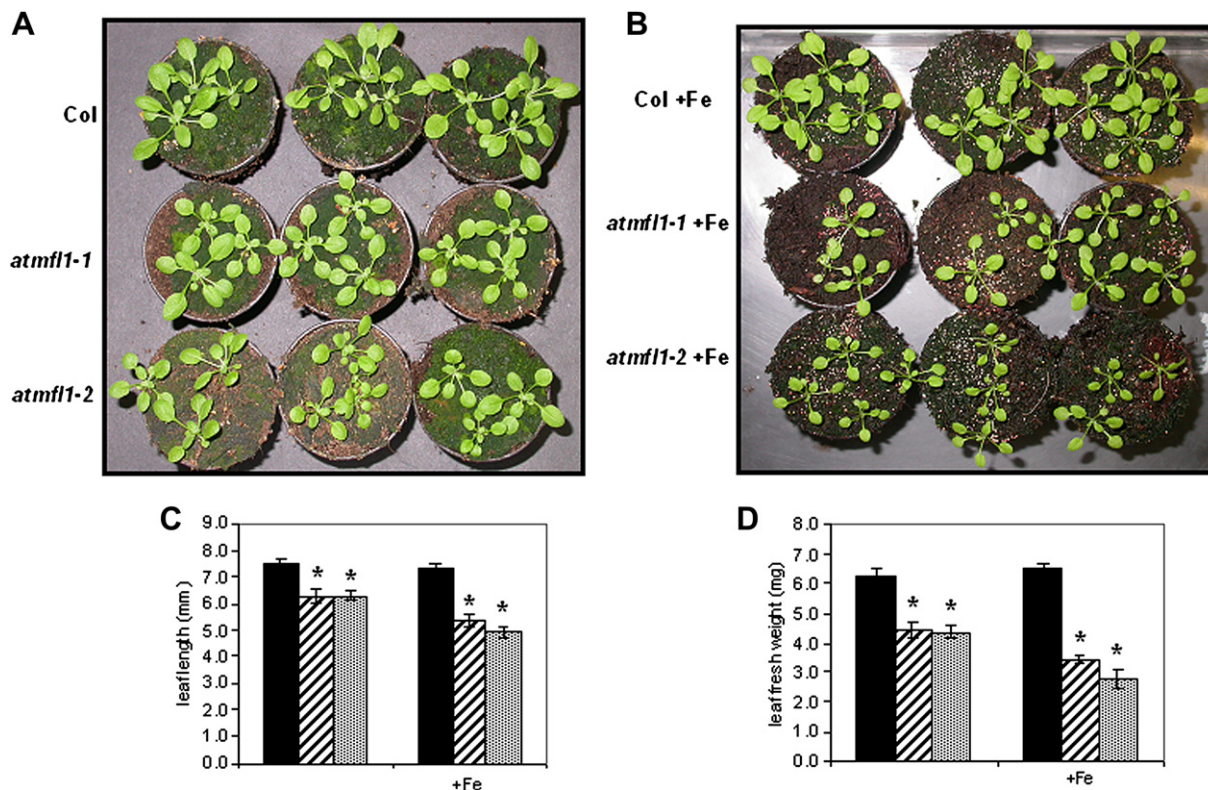 A
Col
atmfl1-1
atmfl1-2
B
Col +Fe
atmfl1-1 +Fe
atmfl1-2 +Fe
C
leaf length (mm)
9.0
8.0
7.0
6.0
5.0
4.0
3.0
2.0
1.0
0.0
* *
* *
+Fe
D
leaf fresh weight (mg)
8.0
7.0
6.0
5.0
4.0
3.0
2.0
1.0
0.0
* *
* *
+Fe